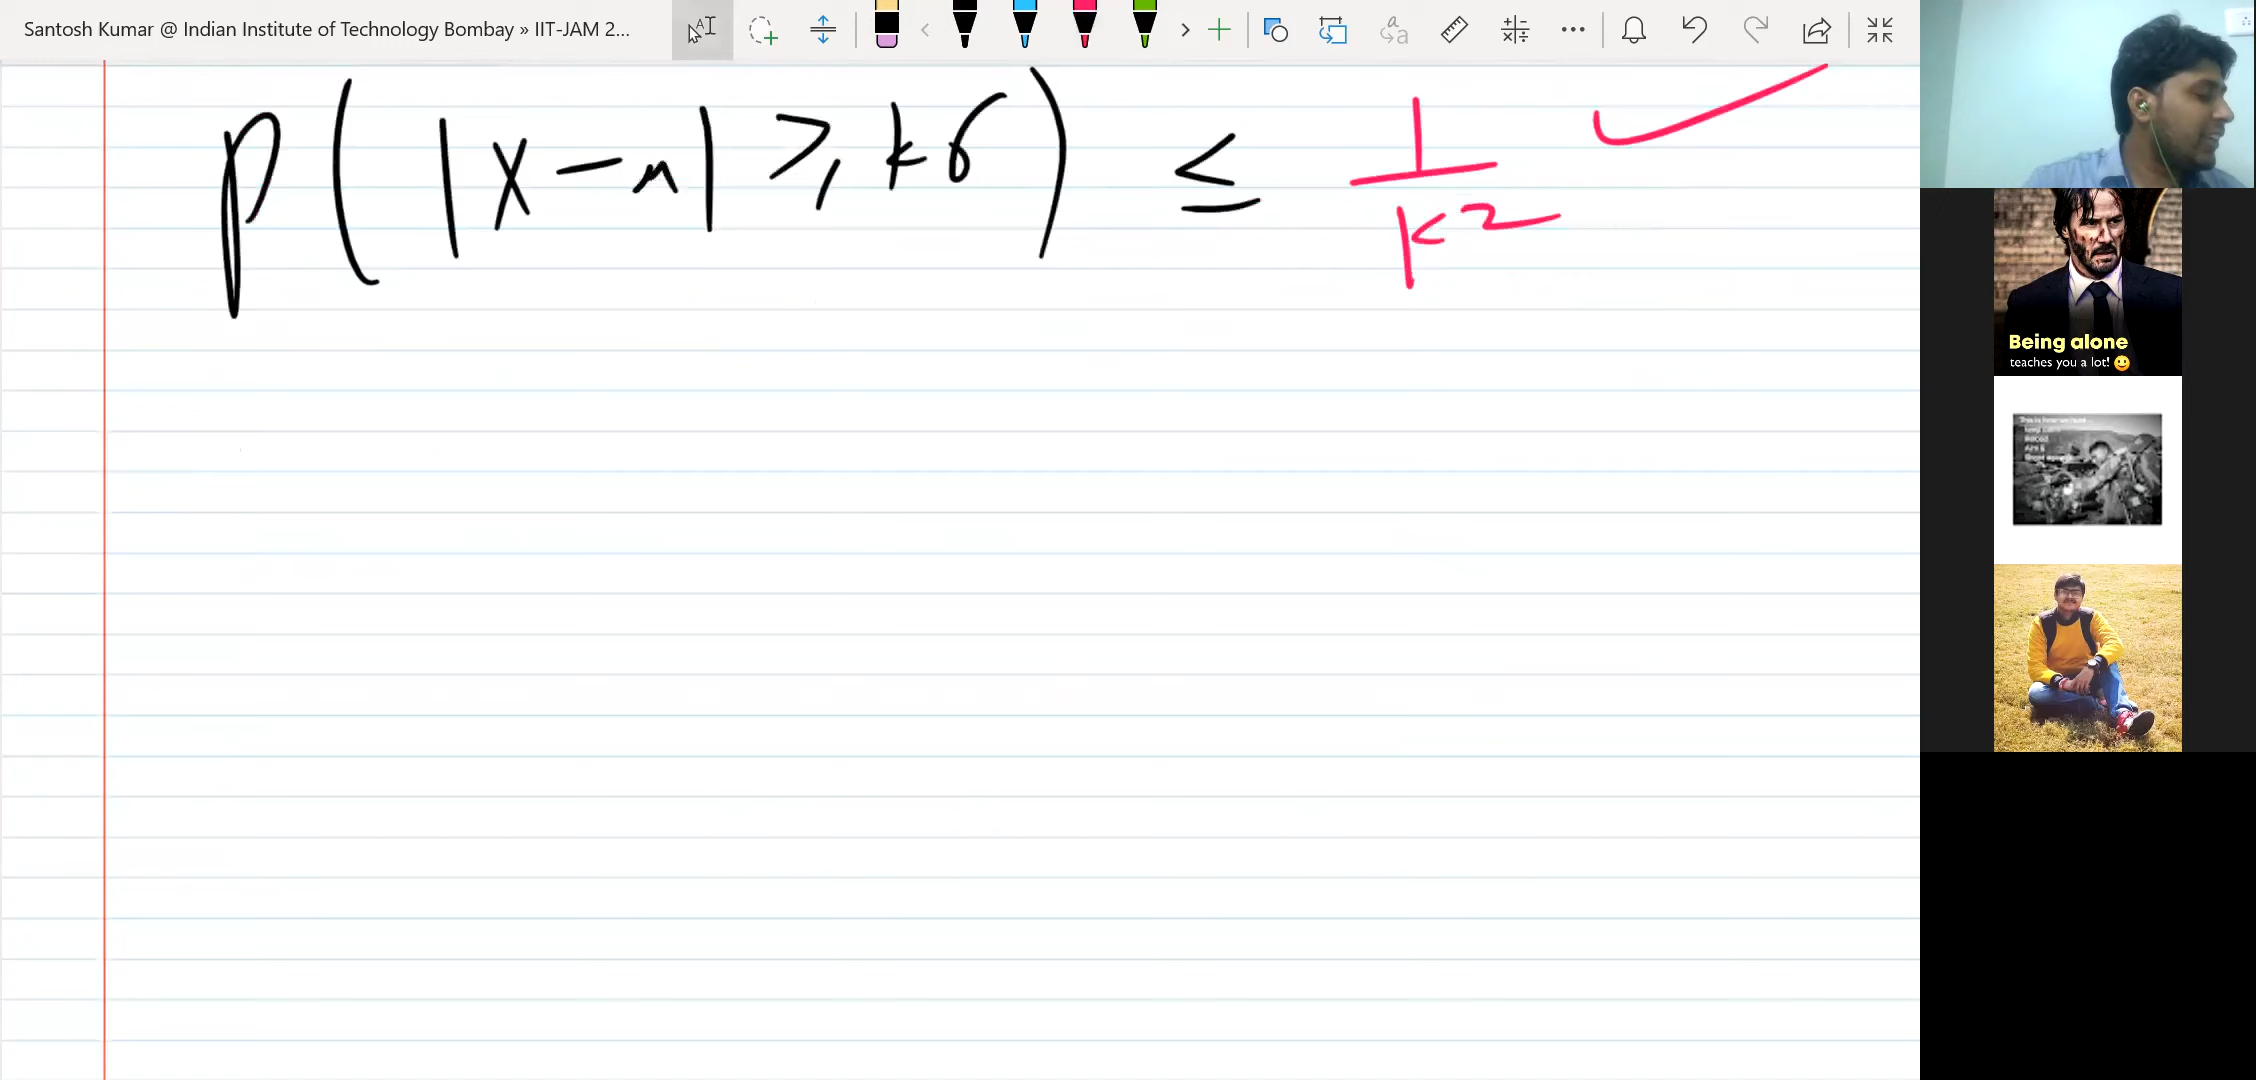 Santosh Kumar @ Indian Institute of Technology Bombay » IIT-JAM 2...
P( |X-μ| ≥ kσ ) ≤ 1/k²
Being alone
teaches you a lot! 🙂